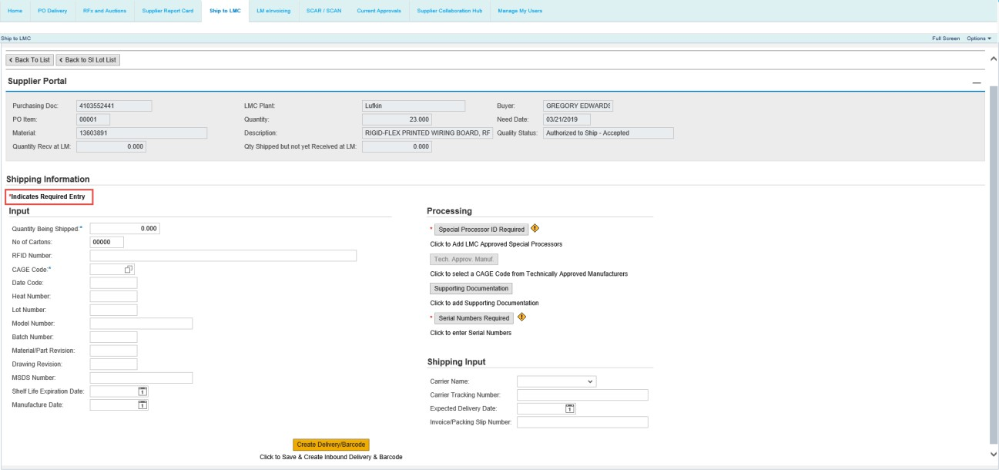 Home PO Delivery RFx and Auctions Supplier Report Card Ship to LMC LM eInvoicing SCAR / SCAN Current Approvals Supplier Collaboration Hub Manage My Users
Ship to LMC Full Screen Options
Back To List Back to SI Lot List
Supplier Portal
Purchasing Doc: 4103552441 LMC Plant: Lufkin Buyer: GREGORY EDWARDS
PO Item: 00001 Quantity: 23.000 Need Date: 03/21/2019
Material: 13603891 Description: RIGID-FLEX PRINTED WIRING BOARD, RF Quality Status: Authorized to Ship - Accepted
Quantity Recv at LM: 0.000 Qty Shipped but not yet Received at LM: 0.000
Shipping Information
*Indicates Required Entry
Input
Quantity Being Shipped:* 0.000
No of Cartons: 00000
RFID Number:
CAGE Code:*
Date Code:
Heat Number:
Lot Number:
Model Number:
Batch Number:
Material/Part Revision:
Drawing Revision:
MSDS Number:
Shelf Life Expiration Date: 1
Manufacture Date: 1
Processing
* Special Processor ID Required
Click to Add LMC Approved Special Processors
Tech. Approv. Manuf.
Click to select a CAGE Code from Technically Approved Manufacturers
Supporting Documentation
Click to add Supporting Documentation
* Serial Numbers Required
Click to enter Serial Numbers
Shipping Input
Carrier Name:
Carrier Tracking Number:
Expected Delivery Date: 1
Invoice/Packing Slip Number:
Create Delivery/Barcode
Click to Save & Create Inbound Delivery & Barcode